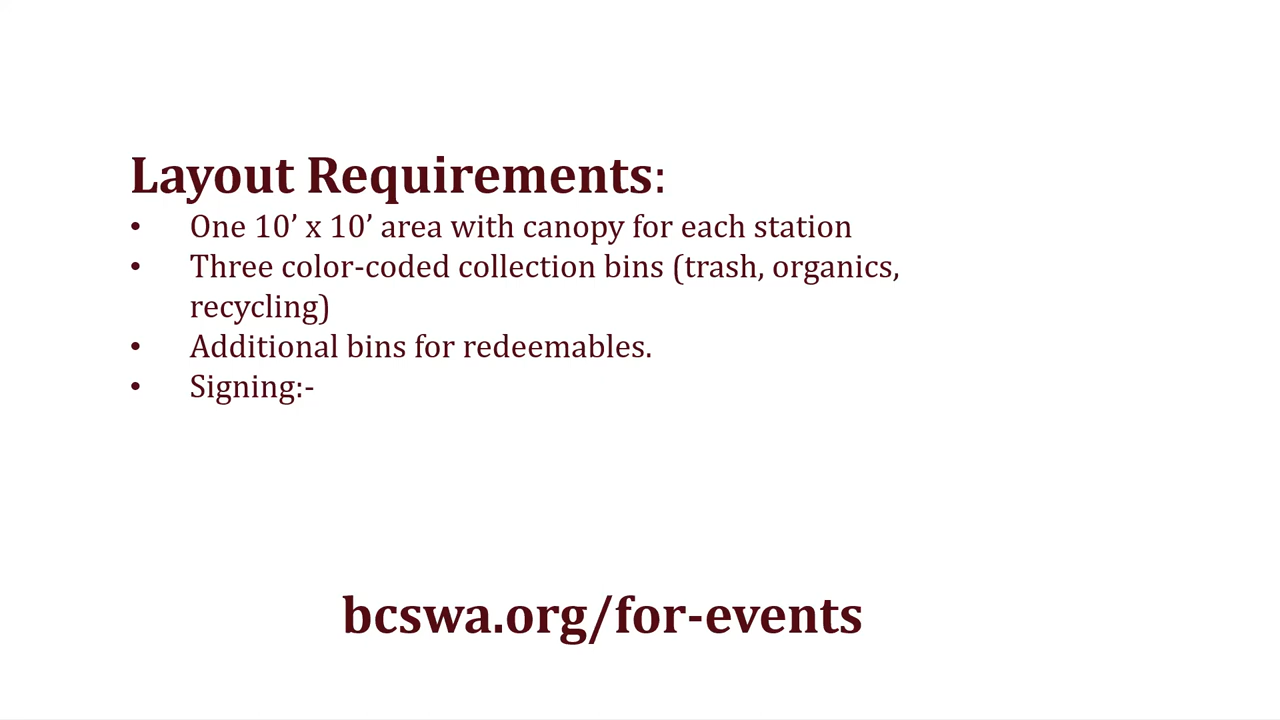 Layout Requirements:
• One 10’ x 10’ area with canopy for each station
• Three color-coded collection bins (trash, organics,
recycling)
• Additional bins for redeemables.
• Signing:-
bcswa.org/for-events